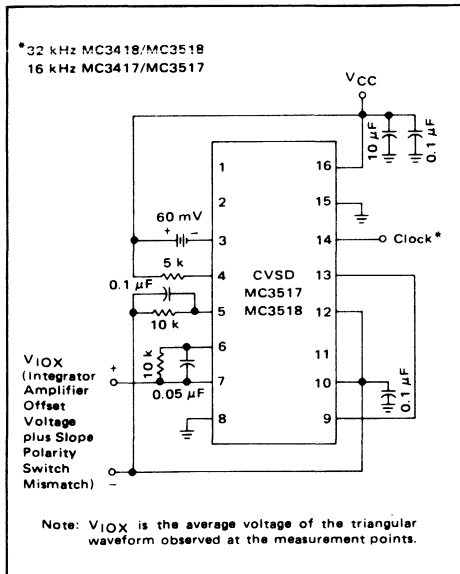 *32 kHz MC3418/MC3518
16 kHz MC3417/MC3517
VCC
10 µF
0.1 µF
1
16
2
15
60 mV
+ -
3
14
Clock*
5 k
4
CVSD
13
0.1 µF
MC3517
5
MC3518
12
10 k
6
11
10 k
VIOX
+
7
10
0.05 µF
0.1 µF
(Integrator
Amplifier
Offset
8
9
Voltage
plus Slope
Polarity
Switch
Mismatch) -
Note: VIOX is the average voltage of the triangular
waveform observed at the measurement points.